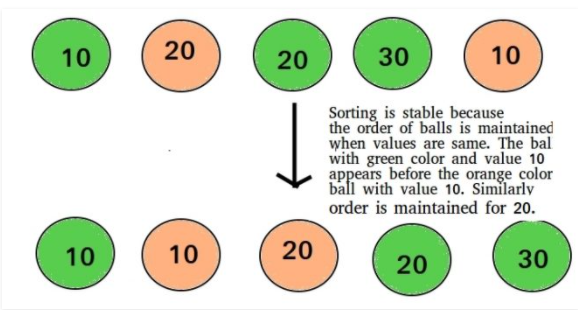 10 20 20 30 10
Sorting is stable because
the order of balls is maintained
when values are same. The bal
with green color and value 10
appears before the orange color
ball with value 10. Similarly
order is maintained for 20.
10 10 20 20 30